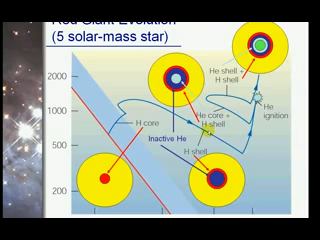 Red Giant Evolution
(5 solar-mass star)
2000
1000
500
200
He shell +
H shell
He
ignition
He core +
H shell
H core
Inactive He
H shell